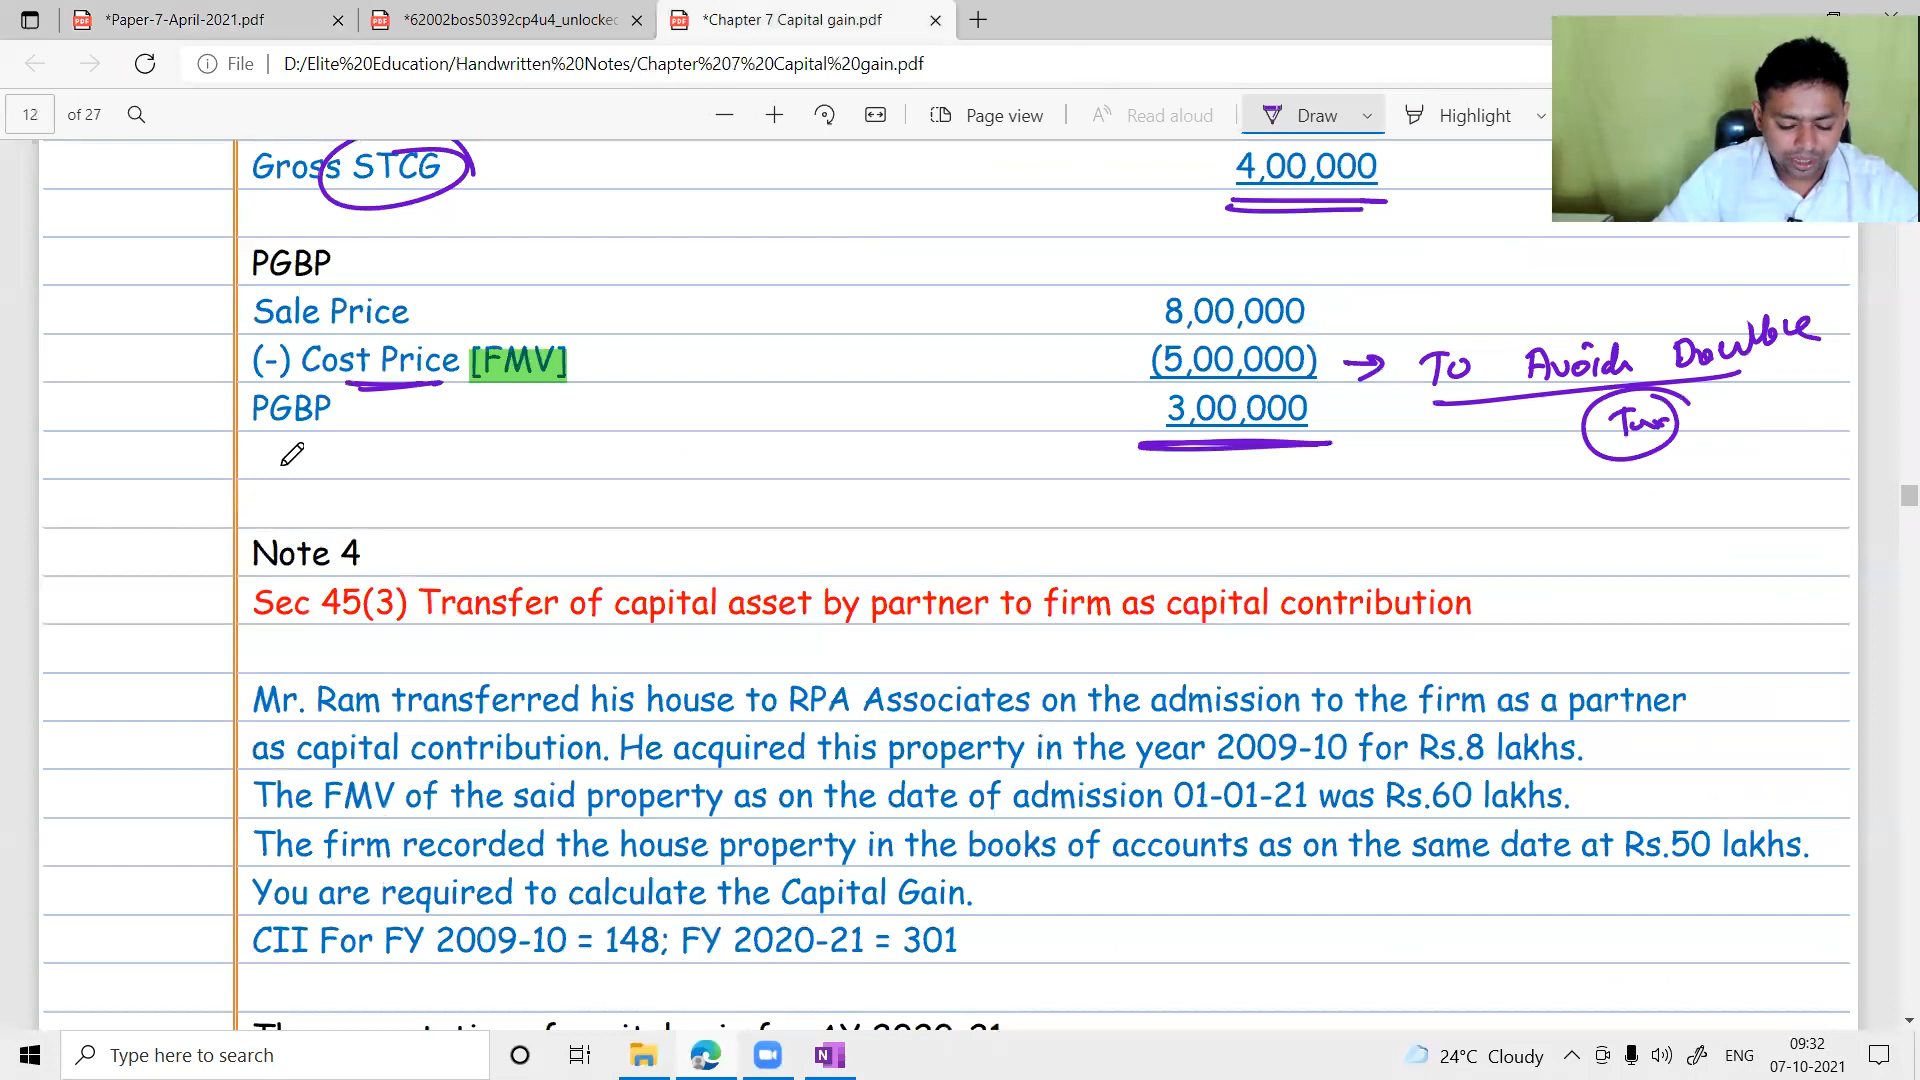 *Paper-7-April-2021.pdf
*62002bos50392cp4u4_unlocked
*Chapter 7 Capital gain.pdf
File
D:/Elite%20Education/Handwritten%20Notes/Chapter%207%20Capital%20gain.pdf
12 of 27
Page view
Read aloud
Draw
Highlight
Gross STCG 4,00,000
PGBP
Sale Price 8,00,000
(-) Cost Price [FMV] (5,00,000) → To Avoid Double
PGBP 3,00,000 Tax
Note 4
Sec 45(3) Transfer of capital asset by partner to firm as capital contribution
Mr. Ram transferred his house to RPA Associates on the admission to the firm as a partner
as capital contribution. He acquired this property in the year 2009-10 for Rs.8 lakhs.
The FMV of the said property as on the date of admission 01-01-21 was Rs.60 lakhs.
The firm recorded the house property in the books of accounts as on the same date at Rs.50 lakhs.
You are required to calculate the Capital Gain.
CII For FY 2009-10 = 148; FY 2020-21 = 301
Type here to search
24°C Cloudy
ENG
09:32
07-10-2021